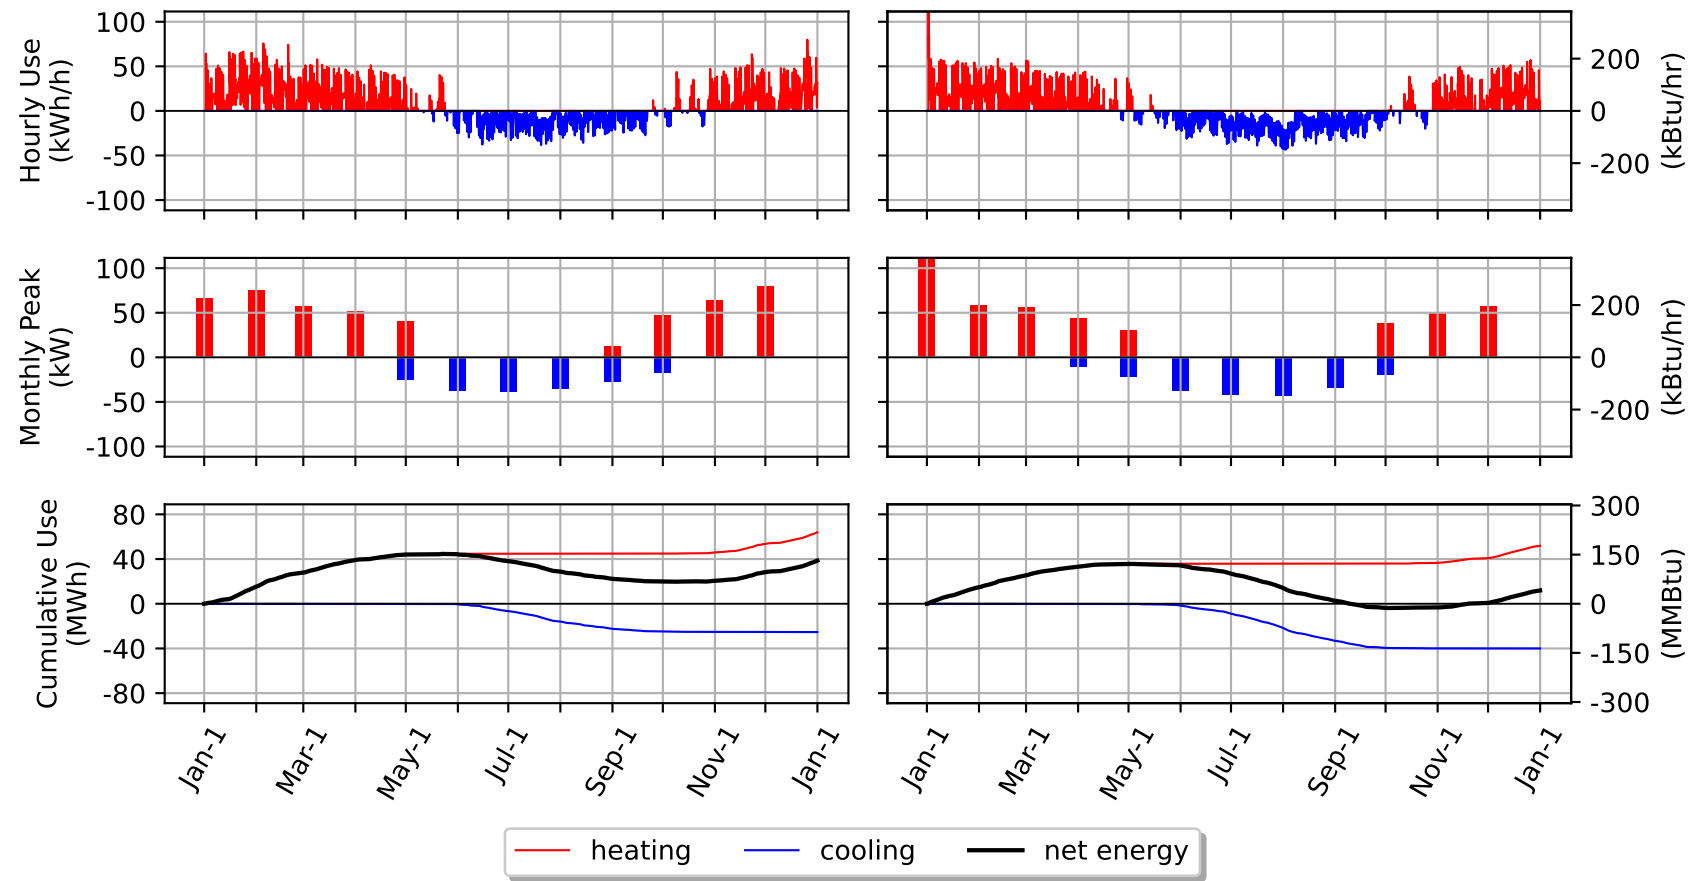 Hourly Use
(kWh/h)
100
50
0
-50
-100
200
0
-200
(kBtu/hr)
Monthly Peak
(kW)
100
50
0
-50
-100
200
0
-200
(kBtu/hr)
Cumulative Use
(MWh)
80
40
0
-40
-80
300
150
0
-150
-300
(MMBtu)
Jan-1 Mar-1 May-1 Jul-1 Sep-1 Nov-1 Jan-1
Jan-1 Mar-1 May-1 Jul-1 Sep-1 Nov-1 Jan-1
heating cooling net energy